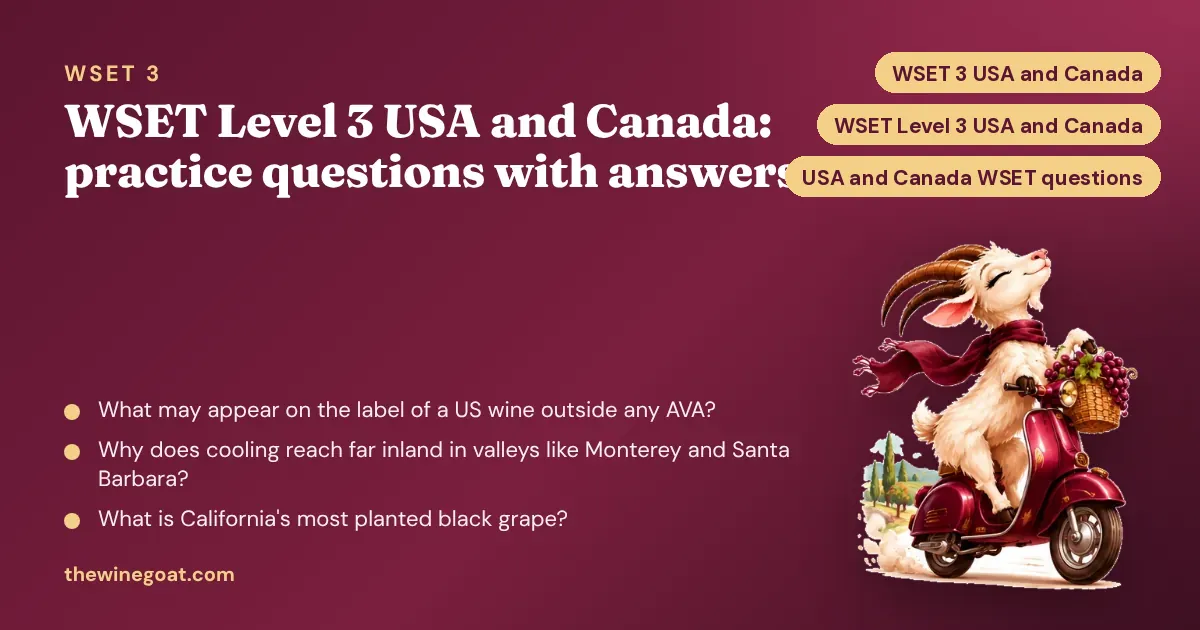 WSET 3
WSET Level 3 USA and Canada:
practice questions with answers
WSET 3 USA and Canada
WSET Level 3 USA and Canada
USA and Canada WSET questions
What may appear on the label of a US wine outside any AVA?
Why does cooling reach far inland in valleys like Monterey and Santa
Barbara?
What is California's most planted black grape?
thewinegoat.com